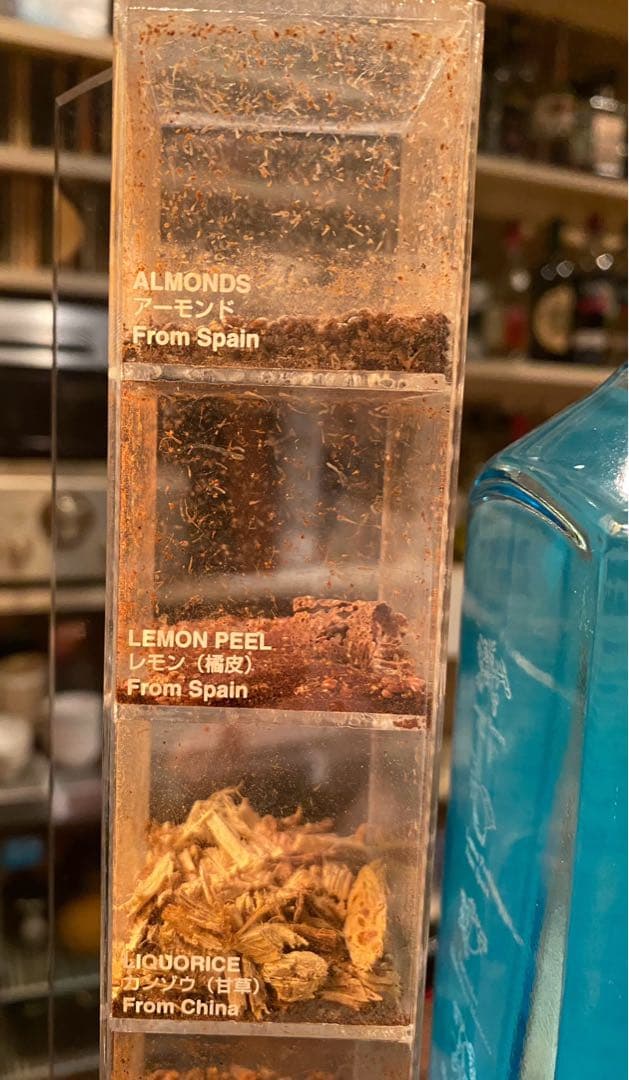 ALMONDS
アーモンド
From Spain
LEMON PEEL
レモン（橘皮）
From Spain
LIQUORICE
カンゾウ（甘草）
From China